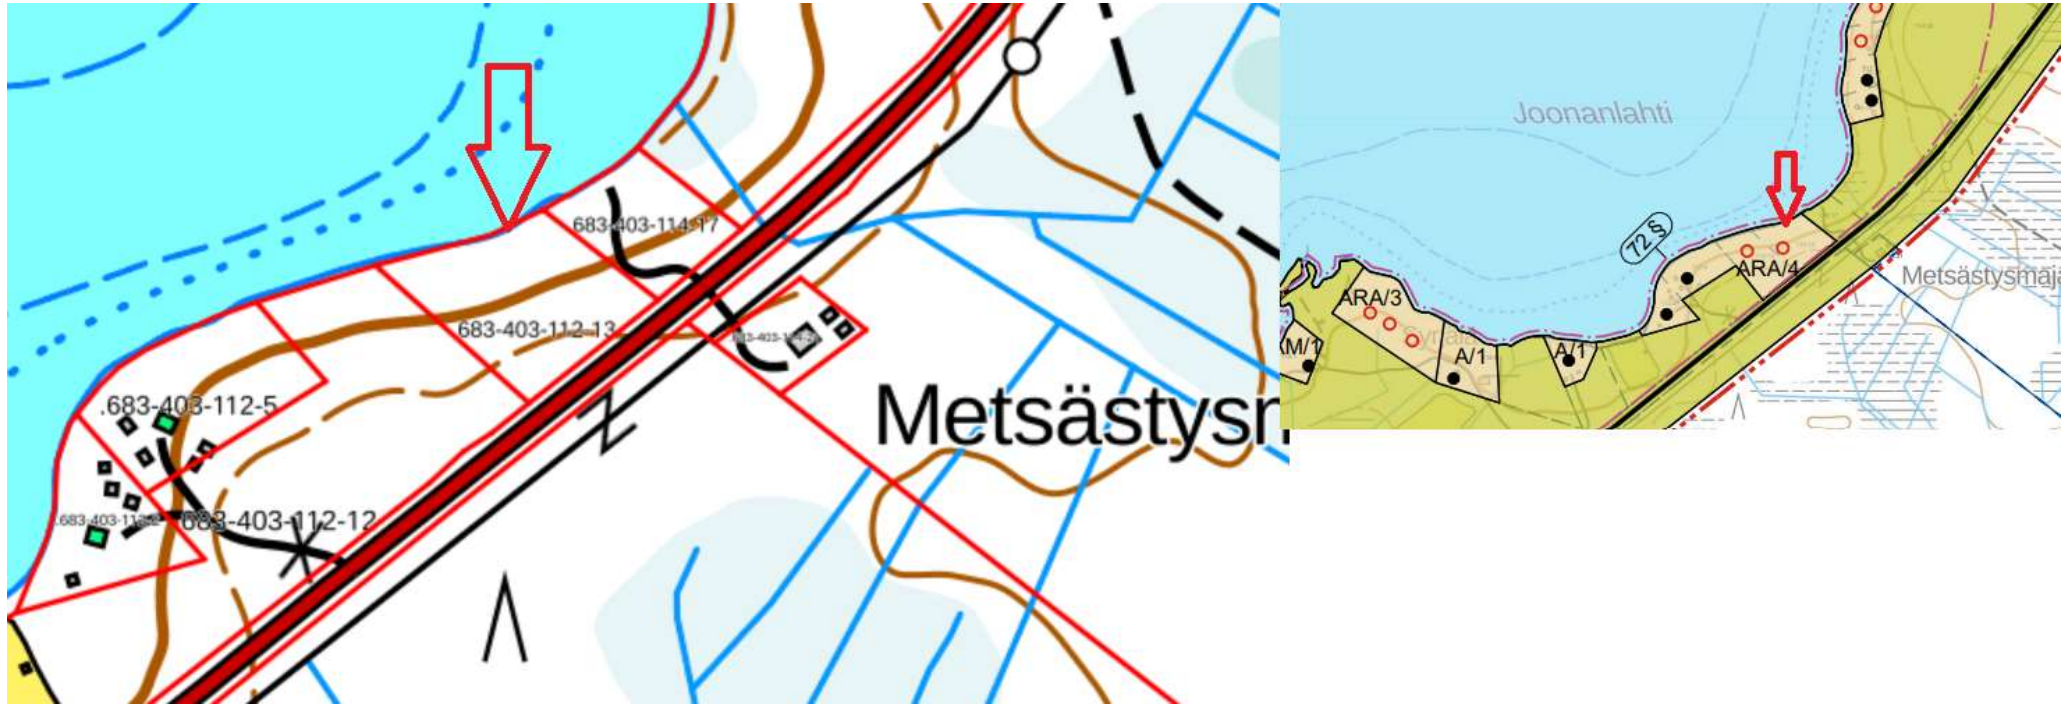 683-403-114-17
683-403-112-13
Metsästysm
.683-403-112-5
683-403-112-12
Joonanlahti
72 §
ARA/4
Metsästysmaja
ARA/3
A/1
A/1